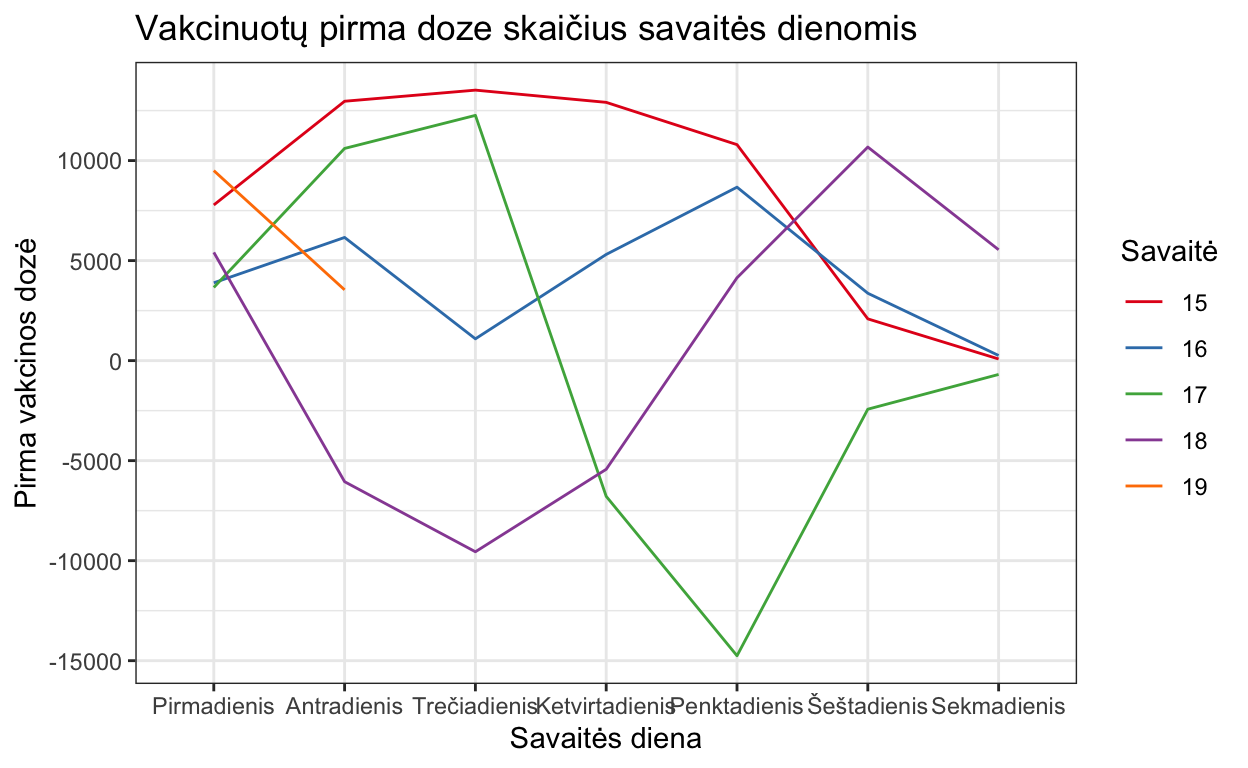 Vakcinuotų pirma doze skaičius savaitės dienomis
Pirma vakcinos dozė
10000
5000
0
-5000
-10000
-15000
Pirmadienis Antradienis Trečiadienis Ketvirtadienis Penktadienis Šeštadienis Sekmadienis
Savaitės diena
Savaitė
15
16
17
18
19